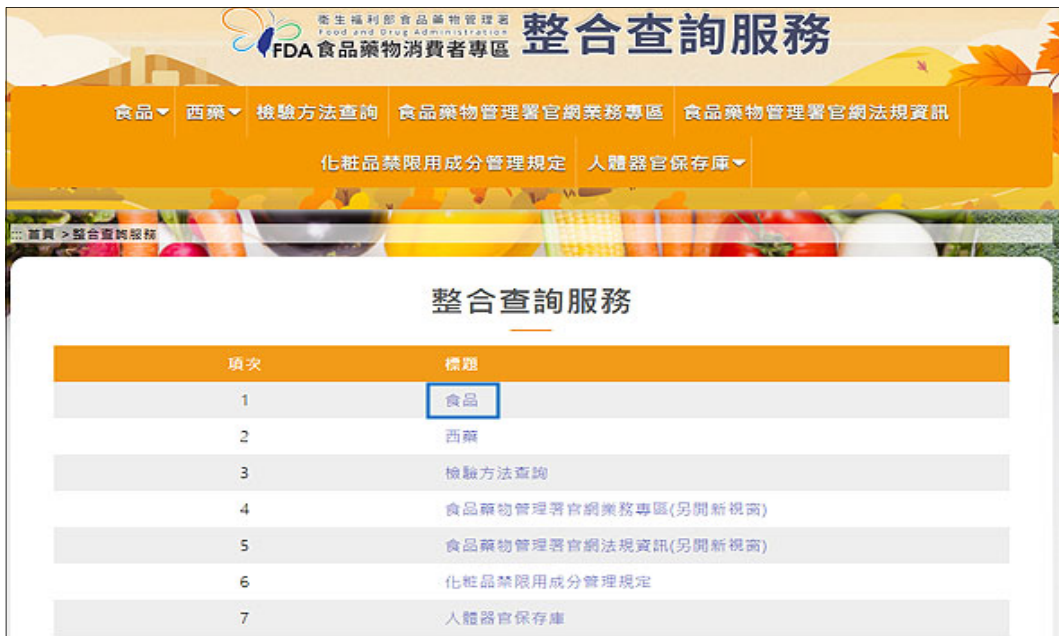 衛生福利部食品藥物管理署
Food and Drug Administration
FDA 食品藥物消費者專區
整合查詢服務
食品 西藥 檢驗方法查詢 食品藥物管理署官網業務專區 食品藥物管理署官網法規資訊
化粧品禁限用成分管理規定 人體器官保存庫
::: 首頁 >整合查詢服務
整合查詢服務
項次 標題
1 食品
2 西藥
3 檢驗方法查詢
4 食品藥物管理署官網業務專區(另開新視窗)
5 食品藥物管理署官網法規資訊(另開新視窗)
6 化粧品禁限用成分管理規定
7 人體器官保存庫